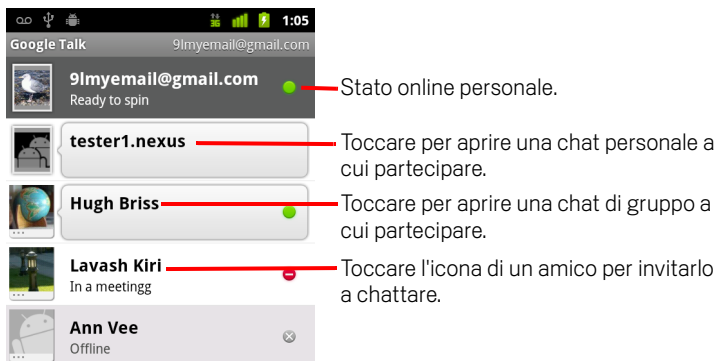 1:05
Google Talk 9lmyemail@gmail.com
9lmyemail@gmail.com
Ready to spin
Stato online personale.
tester1.nexus
Toccare per aprire una chat personale a
cui partecipare.
Hugh Briss
Toccare per aprire una chat di gruppo a
cui partecipare.
Lavash Kiri
In a meetingg
Toccare l'icona di un amico per invitarlo
a chattare.
Ann Vee
Offline